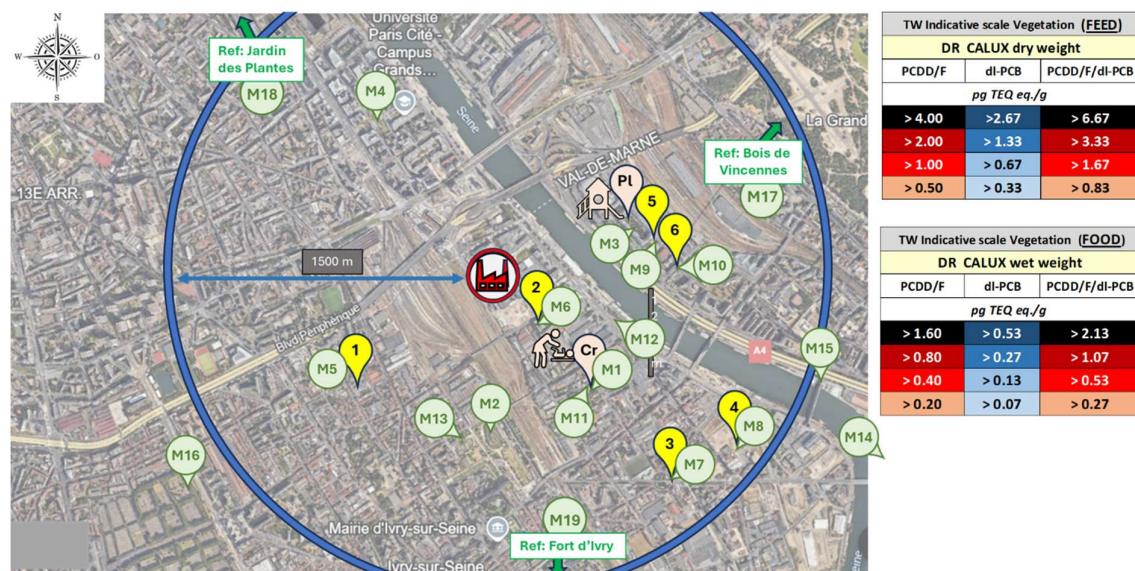 N
W
O
S
Université
Paris Cité -
Campus
Grands...
Ref: Jardin
des Plantes
M18
M4
Seine
La Grand
VAL-DE-MARNE
Ref: Bois de
Vincennes
M17
13E ARR.
Pl
5
6
M3
M9
M10
1500 m
2
M6
Blvd Périphérique
M12
Cr
M1
A4
M15
1
M5
M13
M2
M11
4
M8
M14
3
M7
M16
M19
Mairie d'Ivry-sur-Seine
Ref: Fort d'Ivry
Ivry-sur-Seine
TW Indicative scale Vegetation (FEED)
DR CALUX dry weight
PCDD/F dl-PCB PCDD/F/dl-PCB
pg TEQ eq./g
> 4.00 >2.67 > 6.67
> 2.00 > 1.33 > 3.33
> 1.00 > 0.67 > 1.67
> 0.50 > 0.33 > 0.83
TW Indicative scale Vegetation (FOOD)
DR CALUX wet weight
PCDD/F dl-PCB PCDD/F/dl-PCB
pg TEQ eq./g
> 1.60 > 0.53 > 2.13
> 0.80 > 0.27 > 1.07
> 0.40 > 0.13 > 0.53
> 0.20 > 0.07 > 0.27